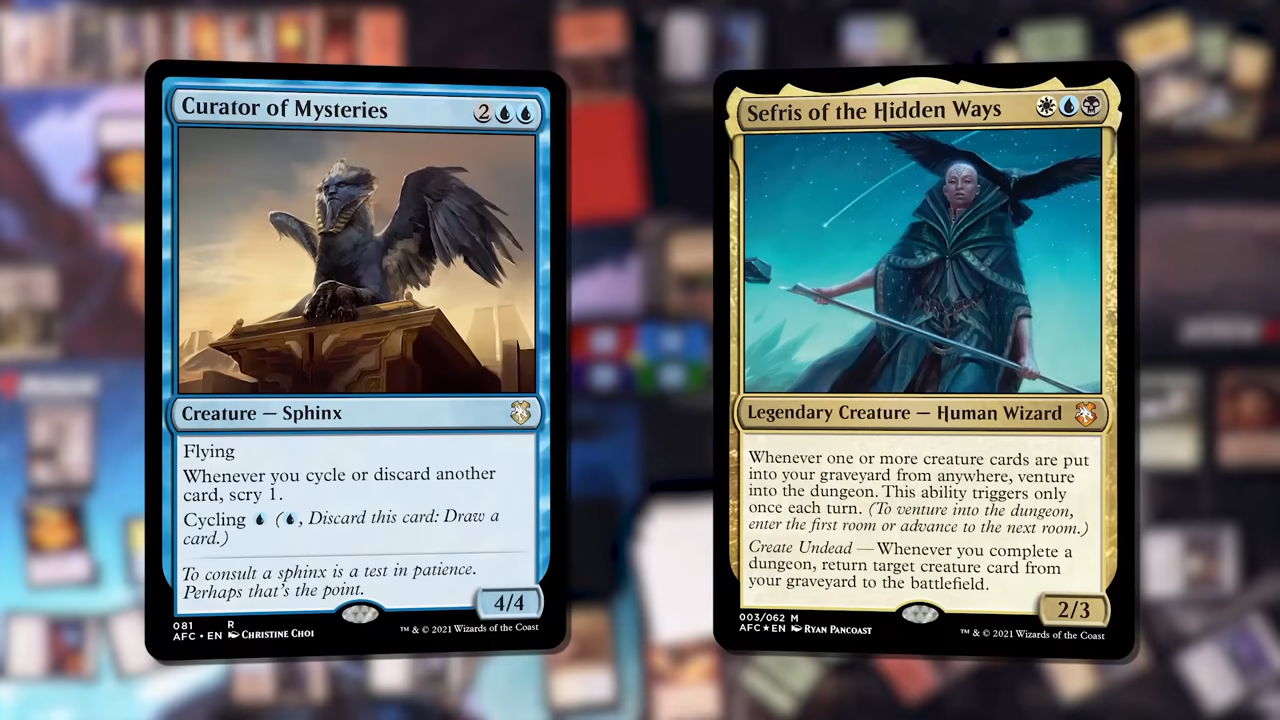 Curator of Mysteries 2
Creature — Sphinx
Flying
Whenever you cycle or discard another
card, scry 1.
Cycling (, Discard this card: Draw a
card.)
To consult a sphinx is a test in patience.
Perhaps that's the point.
4/4
081 R
AFC • EN Christine Choi
™ & © 2021 Wizards of the Coast
Sefris of the Hidden Ways
Legendary Creature — Human Wizard
Whenever one or more creature cards are put
into your graveyard from anywhere, venture
into the dungeon. This ability triggers only
once each turn. (To venture into the dungeon,
enter the first room or advance to the next room.)
Create Undead — Whenever you complete a
dungeon, return target creature card from
your graveyard to the battlefield.
2/3
003/062 M
AFC ★ EN Ryan Pancoast
™ & © 2021 Wizards of the Coast